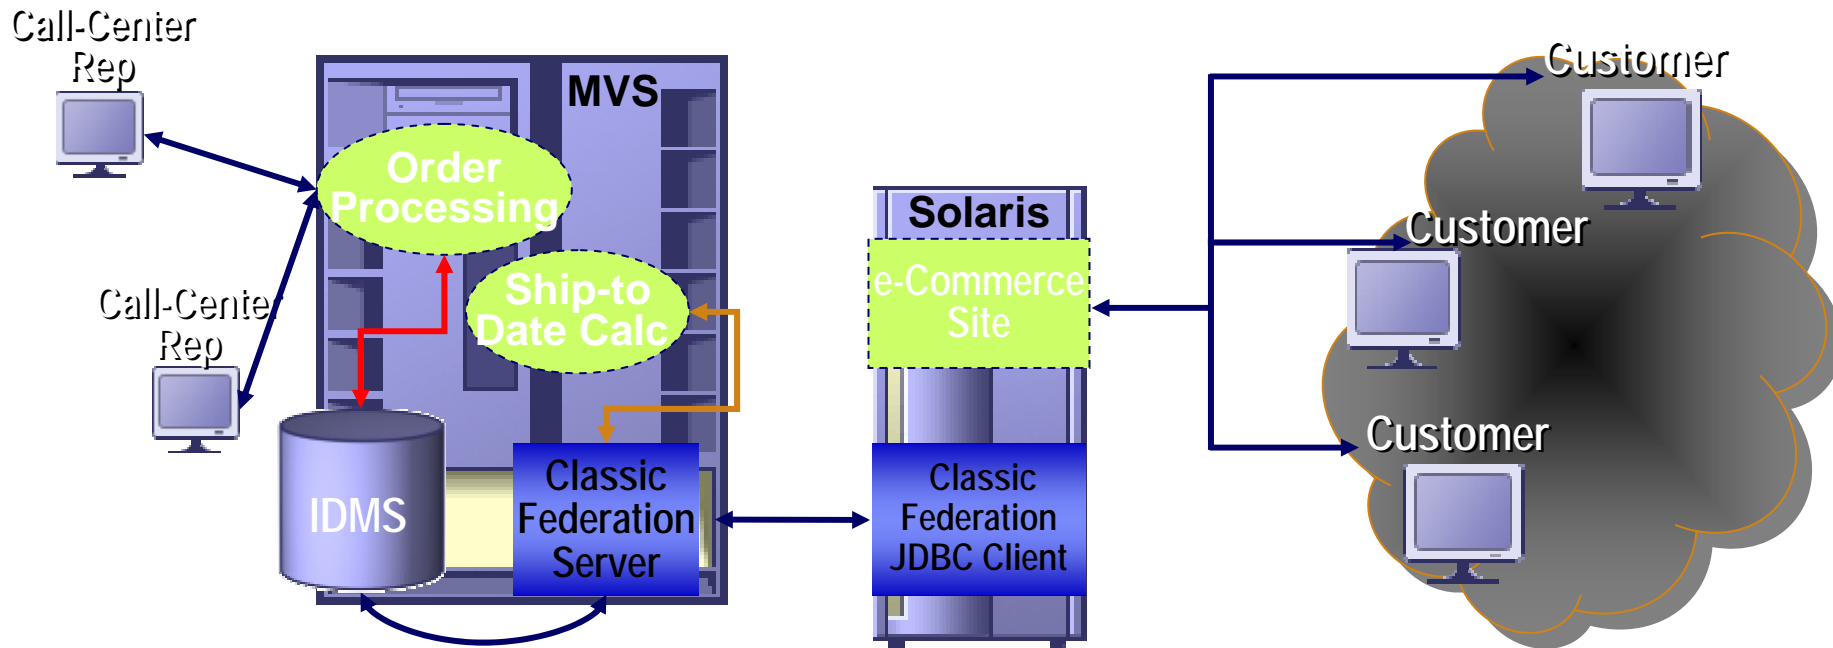 Call-Center
Rep
MVS
Order
Processing
Ship-to
Date Calc
Call-Center
Rep
IDMS
Classic
Federation
Server
Solaris
e-Commerce
Site
Classic
Federation
JDBC Client
Customer
Customer
Customer